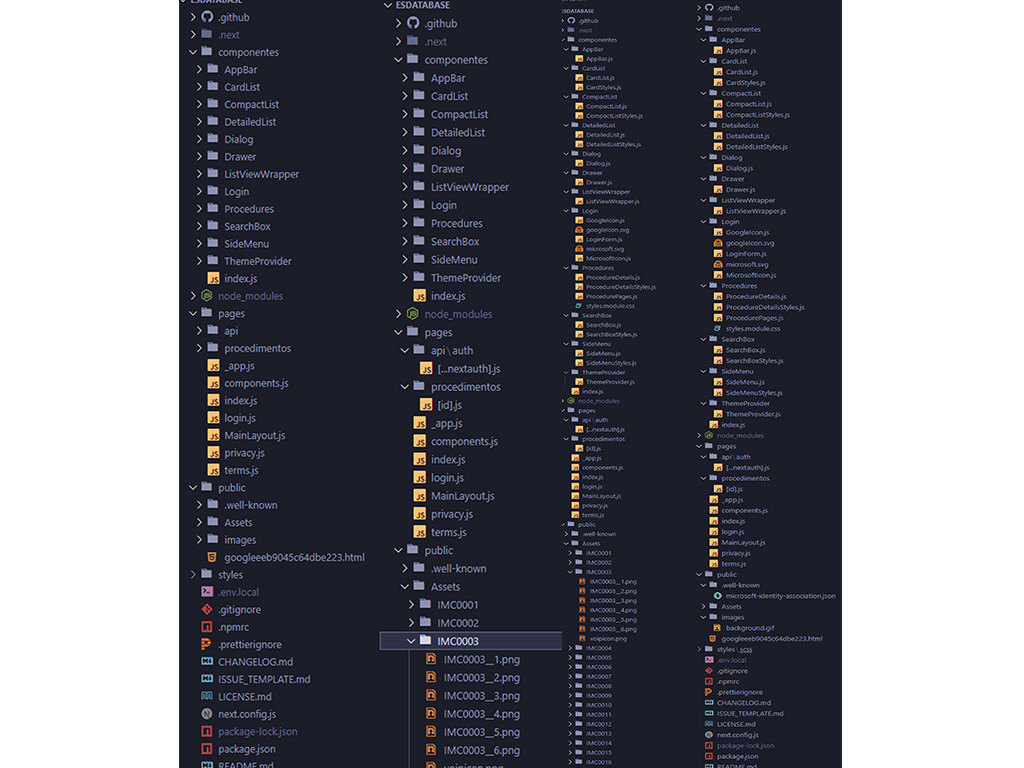 ESDATABASE
.github
.next
componentes
AppBar
CardList
CompactList
DetailedList
Dialog
Drawer
ListViewWrapper
Login
Procedures
SearchBox
SideMenu
ThemeProvider
index.js
node_modules
pages
api
procedimentos
_app.js
components.js
index.js
login.js
MainLayout.js
privacy.js
terms.js
public
.well-known
Assets
images
googleeeb9045c64dbe223.html
styles
.env.local
.gitignore
.npmrc
.prettierignore
CHANGELOG.md
ISSUE_TEMPLATE.md
LICENSE.md
next.config.js
package-lock.json
package.json
README.md
ESDATABASE
.github
.next
componentes
AppBar
CardList
CompactList
DetailedList
Dialog
Drawer
ListViewWrapper
Login
Procedures
SearchBox
SideMenu
ThemeProvider
index.js
node_modules
pages
api\auth
[...nextauth].js
procedimentos
[id].js
_app.js
components.js
index.js
login.js
MainLayout.js
privacy.js
terms.js
public
.well-known
Assets
IMC0001
IMC0002
IMC0003
IMC0003__1.png
IMC0003__2.png
IMC0003__3.png
IMC0003__4.png
IMC0003__5.png
IMC0003__6.png
voipicon.png
ESDATABASE
.github
.next
componentes
AppBar
AppBar.js
CardList
CardList.js
CardStyles.js
CompactList
CompactList.js
CompactListStyles.js
DetailedList
DetailedList.js
DetailedListStyles.js
Dialog
Dialog.js
Drawer
Drawer.js
ListViewWrapper
ListViewWrapper.js
Login
GoogleIcon.js
googleIcon.svg
LoginForm.js
microsoft.svg
MicrosoftIcon.js
Procedures
ProcedureDetails.js
ProcedureDetailsStyles.js
ProcedurePages.js
styles.module.css
SearchBox
SearchBox.js
SearchBoxStyles.js
SideMenu
SideMenu.js
SideMenuStyles.js
ThemeProvider
ThemeProvider.js
index.js
node_modules
pages
api\auth
[...nextauth].js
procedimentos
[id].js
_app.js
components.js
index.js
login.js
MainLayout.js
privacy.js
terms.js
public
.well-known
Assets
IMC0001
IMC0002
IMC0003
IMC0003__1.png
IMC0003__2.png
IMC0003__3.png
IMC0003__4.png
IMC0003__5.png
IMC0003__6.png
voipicon.png
IMC0004
IMC0005
IMC0006
IMC0007
IMC0008
IMC0009
IMC0010
IMC0011
IMC0012
IMC0013
IMC0014
IMC0015
IMC0016
.github
.next
componentes
AppBar
AppBar.js
CardList
CardList.js
CardStyles.js
CompactList
CompactList.js
CompactListStyles.js
DetailedList
DetailedList.js
DetailedListStyles.js
Dialog
Dialog.js
Drawer
Drawer.js
ListViewWrapper
ListViewWrapper.js
Login
GoogleIcon.js
googleIcon.svg
LoginForm.js
microsoft.svg
MicrosoftIcon.js
Procedures
ProcedureDetails.js
ProcedureDetailsStyles.js
ProcedurePages.js
styles.module.css
SearchBox
SearchBox.js
SearchBoxStyles.js
SideMenu
SideMenu.js
SideMenuStyles.js
ThemeProvider
ThemeProvider.js
index.js
node_modules
pages
api\auth
[...nextauth].js
procedimentos
[id].js
_app.js
components.js
index.js
login.js
MainLayout.js
privacy.js
terms.js
public
.well-known
microsoft-identity-association.json
Assets
images
background.gif
googleeeb9045c64dbe223.html
styles\scss
.env.local
.gitignore
.npmrc
.prettierignore
CHANGELOG.md
ISSUE_TEMPLATE.md
LICENSE.md
next.config.js
package-lock.json
package.json
README.md